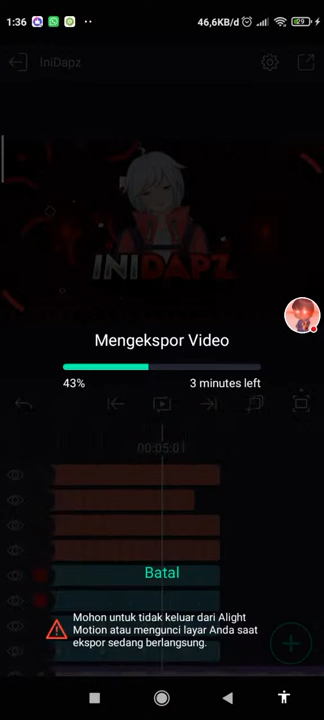 1:36
46,6KB/d
29
IniDapz
INIDAPZ
Mengekspor Video
43%
3 minutes left
00:05:01
Batal
Mohon untuk tidak keluar dari Alight
Motion atau mengunci layar Anda saat
ekspor sedang berlangsung.